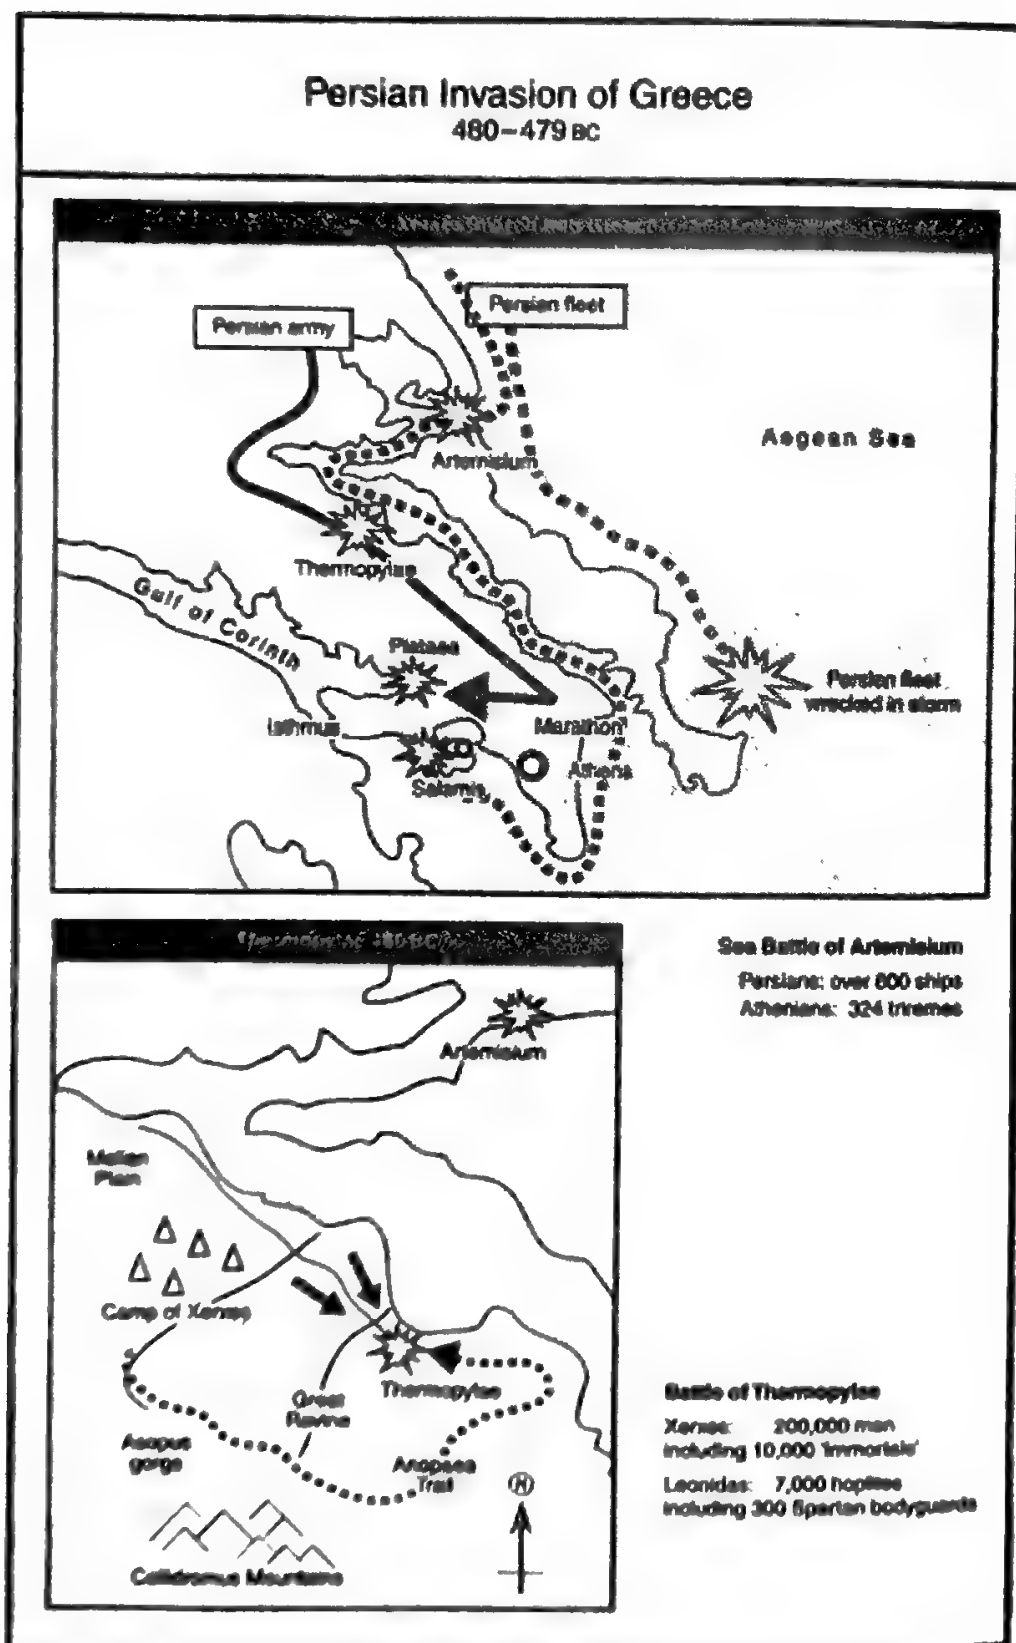 Persian Invasion of Greece
480–479 BC
Persian army
Persian fleet
Aegean Sea
Artemisium
Thermopylae
Gulf of Corinth
Plataea
Persian fleet
wrecked in storm
Isthmus
Marathon
Athens
Salamis
Thermopylae 480 BC
Sea Battle of Artemisium
Persians: over 800 ships
Athenians: 324 triremes
Artemisium
Malian
Plain
Camp of Xerxes
Thermopylae
Great
Ravine
Asopus
gorge
Anopaea
Trail
N
Callidromus Mountains
Battle of Thermopylae
Xerxes: 200,000 men
including 10,000 'Immortals'
Leonidas: 7,000 hoplites
including 300 Spartan bodyguards